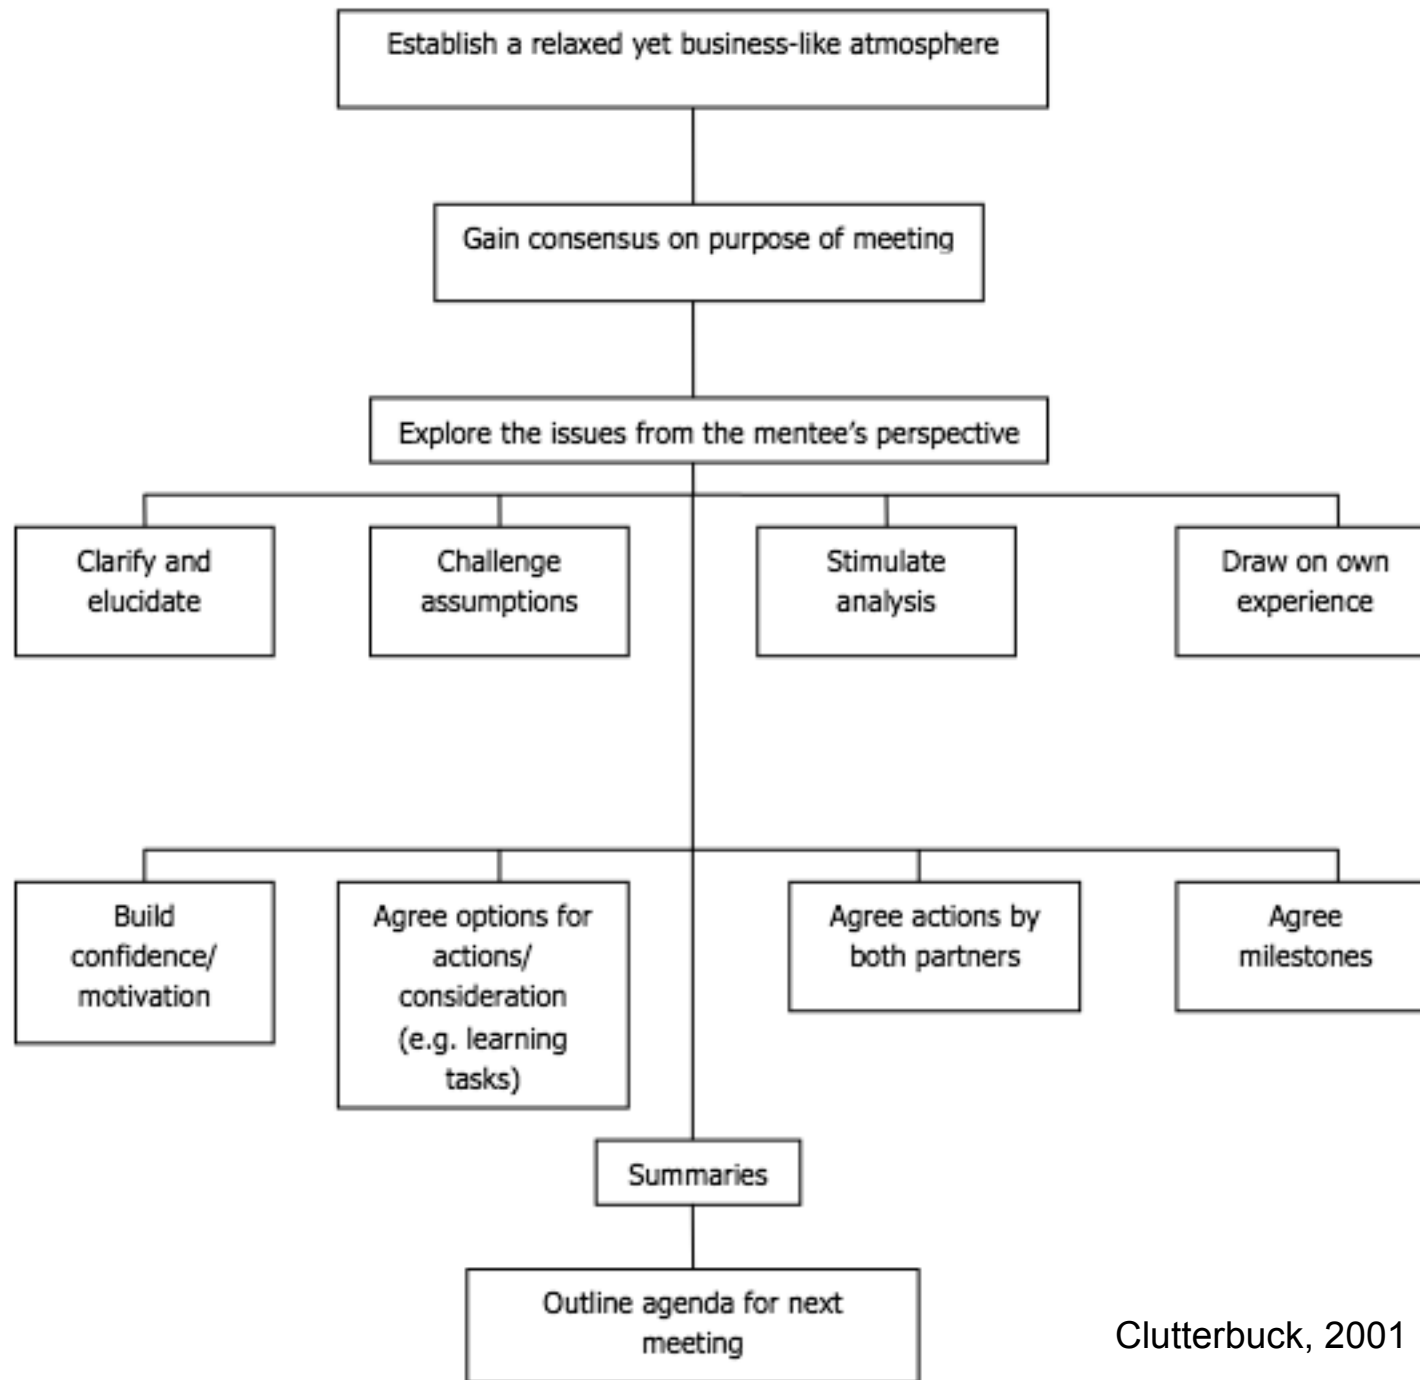 Establish a relaxed yet business-like atmosphere
Gain consensus on purpose of meeting
Explore the issues from the mentee's perspective
Clarify and
elucidate
Challenge
assumptions
Stimulate
analysis
Draw on own
experience
Build
confidence/
motivation
Agree options for
actions/
consideration
(e.g. learning
tasks)
Agree actions by
both partners
Agree
milestones
Summaries
Outline agenda for next
meeting
Clutterbuck, 2001